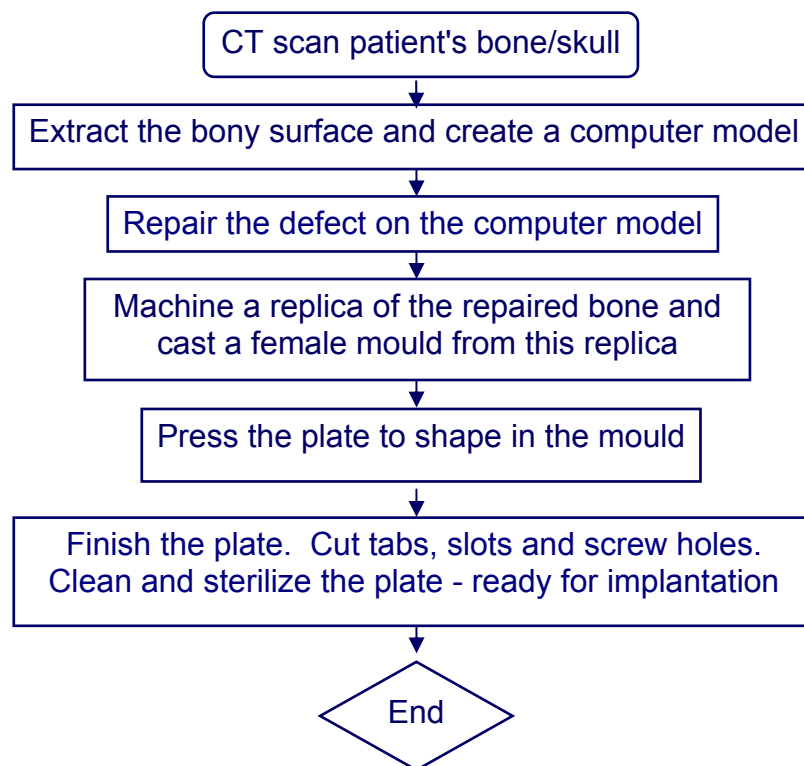 CT scan patient's bone/skull
Extract the bony surface and create a computer model
Repair the defect on the computer model
Machine a replica of the repaired bone and
cast a female mould from this replica
Press the plate to shape in the mould
Finish the plate.  Cut tabs, slots and screw holes.
Clean and sterilize the plate - ready for implantation
End